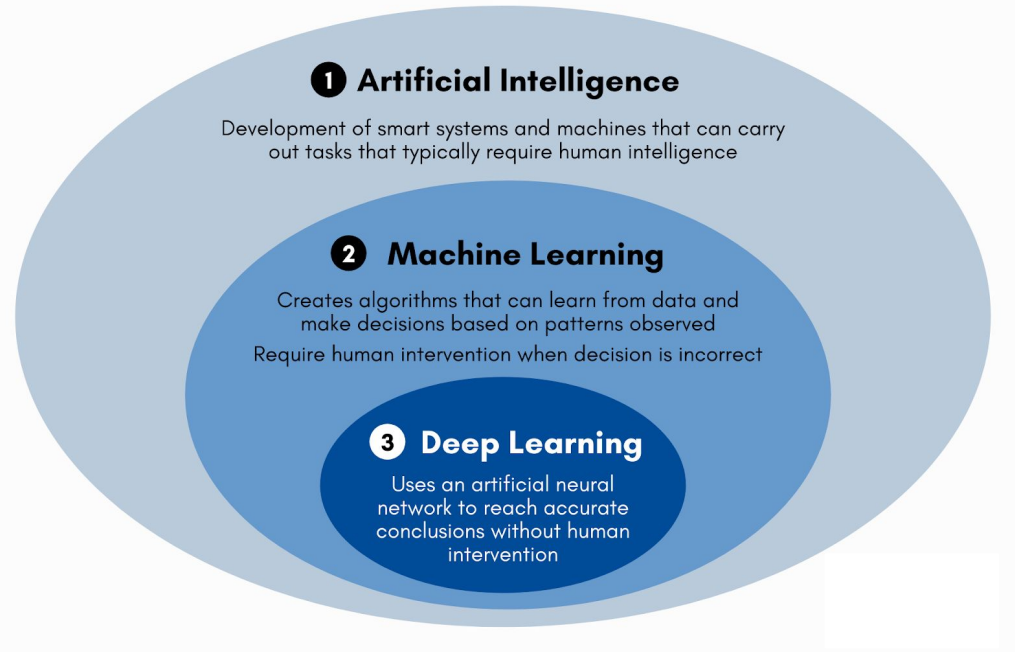 1 Artificial Intelligence
Development of smart systems and machines that can carry
out tasks that typically require human intelligence
2 Machine Learning
Creates algorithms that can learn from data and
make decisions based on patterns observed
Require human intervention when decision is incorrect
3 Deep Learning
Uses an artificial neural
network to reach accurate
conclusions without human
intervention